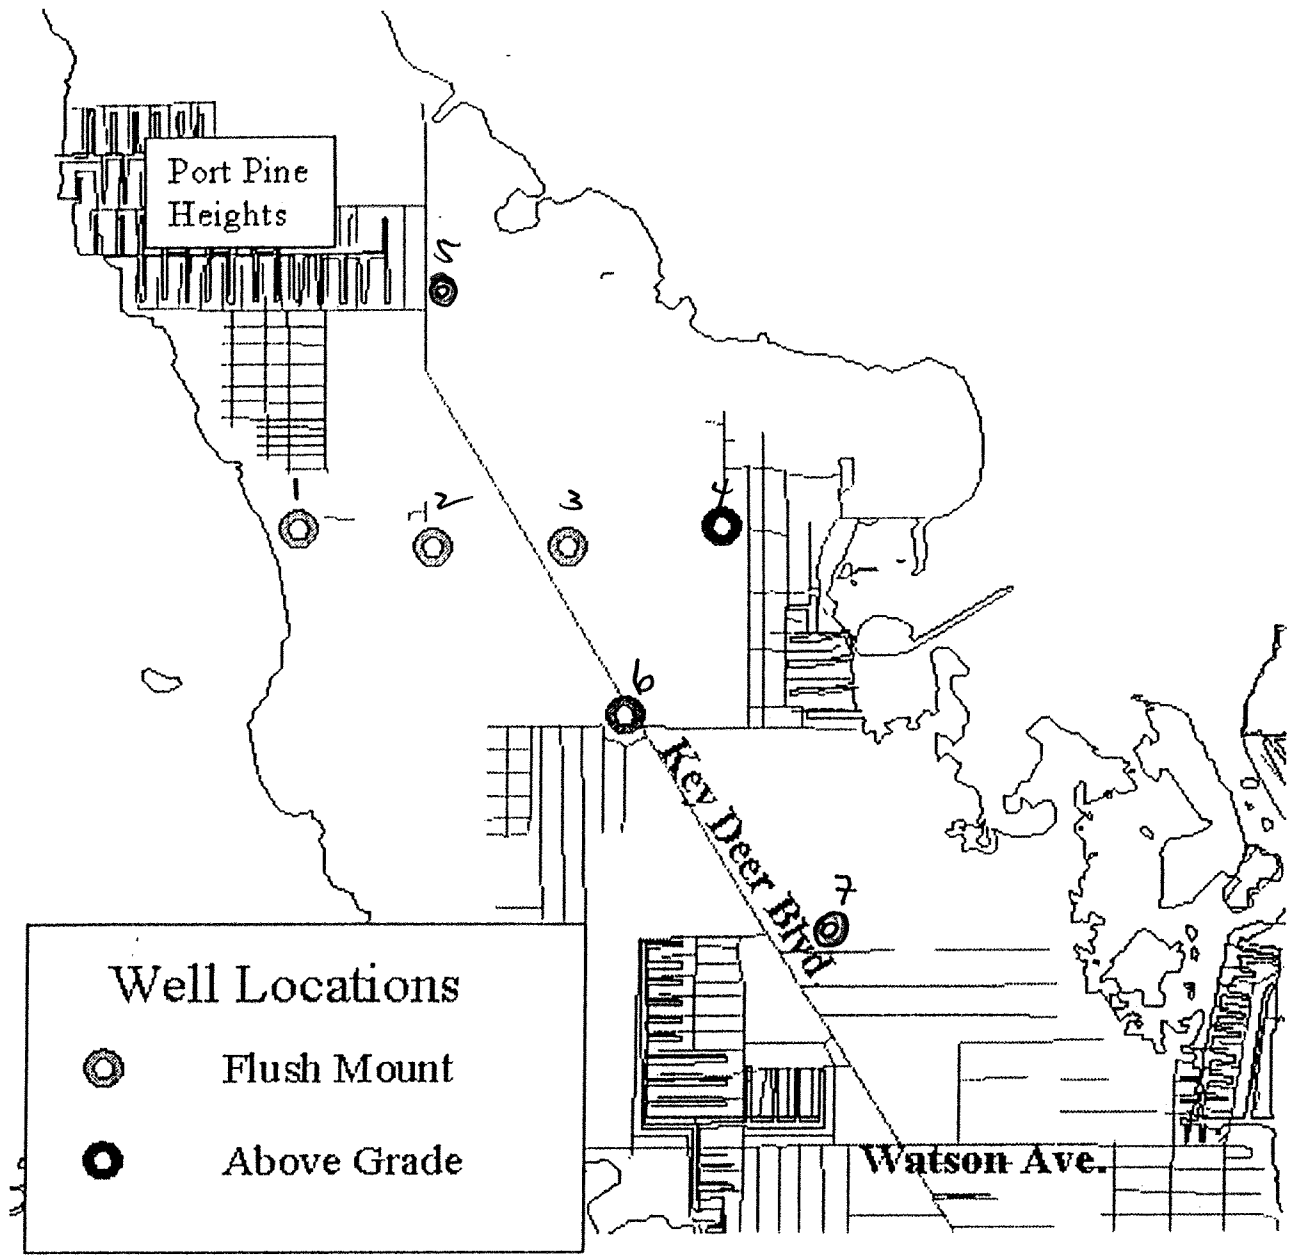 Port Pine
Heights
5
1
2
3
4
6
Key Deer Blvd.
7
Well Locations
Flush Mount
Above Grade
Watson Ave.